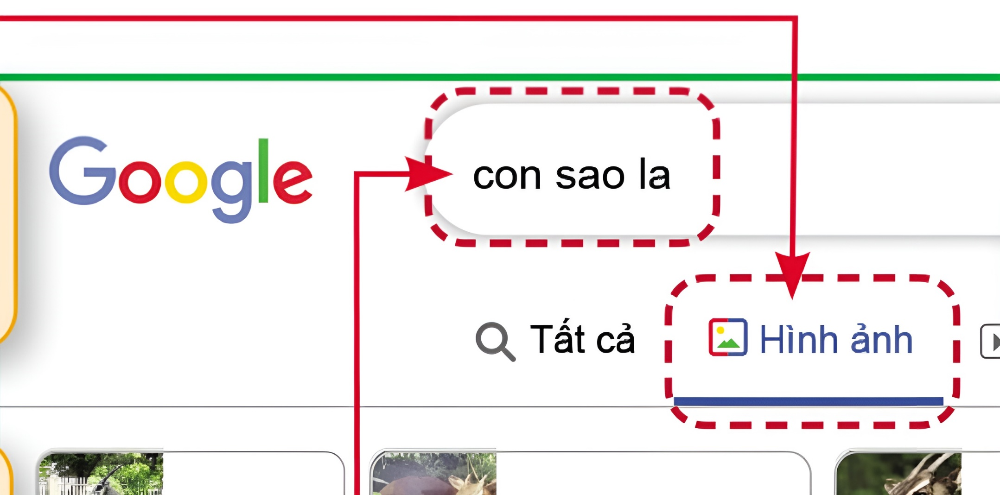 Google
con sao la
Tất cả
Hình ảnh